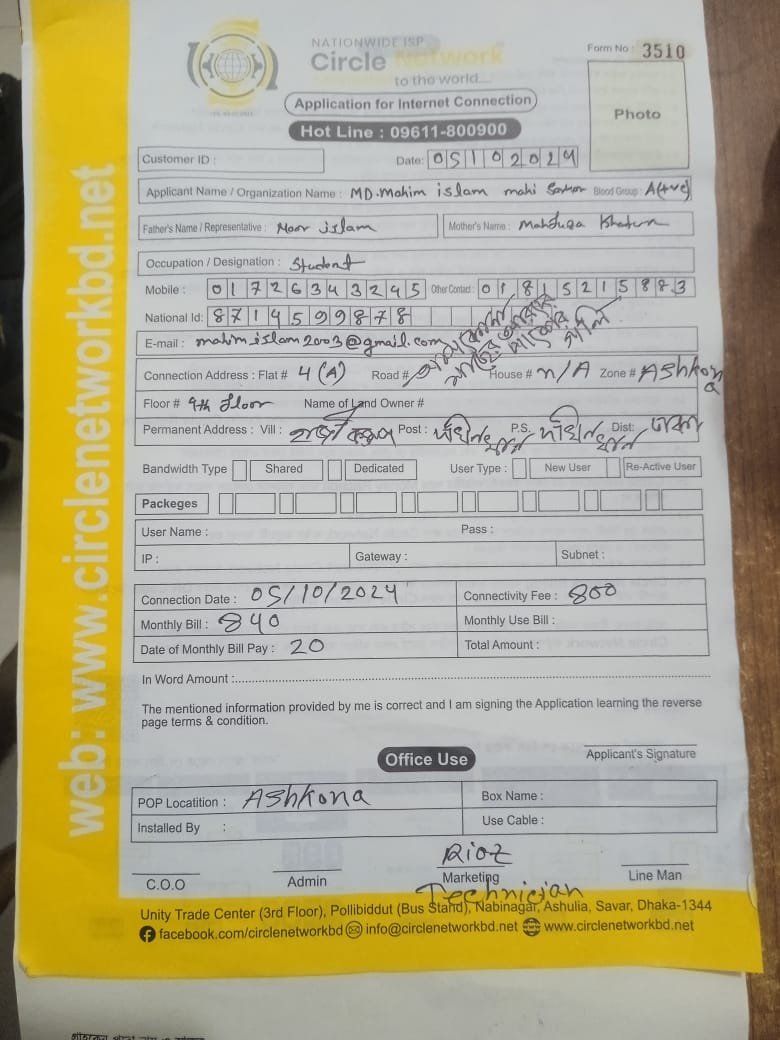 NATIONWIDE ISP
Circle Network
to the world....
Form No : 3510
Application for Internet Connection
Photo
Hot Line : 09611-800900
Customer ID :
Date: 05102024
Applicant Name / Organization Name : MD.Mahim islam mahi Blood Group : A(+ve)
Father's Name / Representative : Noor islam Mother's Name : Mahfuza Khatun
Occupation / Designation : Student
Mobile : 01726343245 Other Contact : 01815215883
National Id: 8714599878
E-mail : mahim.islam2003@gmail.com
Connection Address : Flat # 4 (A) Road # House # n/A Zone # AShkona
Floor # 4th floor Name of Land Owner #
Permanent Address : Vill : Post : P.S. Dist: ঢাকা
Bandwidth Type Shared Dedicated User Type : New User Re-Active User
Packeges
User Name : Pass :
IP : Gateway : Subnet :
Connection Date : 05/10/2024 Connectivity Fee : 800
Monthly Bill : 840 Monthly Use Bill :
Date of Monthly Bill Pay : 20 Total Amount :
In Word Amount :
The mentioned information provided by me is correct and I am signing the Application learning the reverse
page terms & condition.
Office Use
Applicant's Signature
POP Locatition : AShkona Box Name :
Installed By : Use Cable :
C.O.O Admin Marketing Line Man
Technician
Unity Trade Center (3rd Floor), Pollibiddut (Bus Stand), Nabinagar, Ashulia, Savar, Dhaka-1344
facebook.com/circlenetworkbd info@circlenetworkbd.net www.circlenetworkbd.net
web: www.circlenetworkbd.net